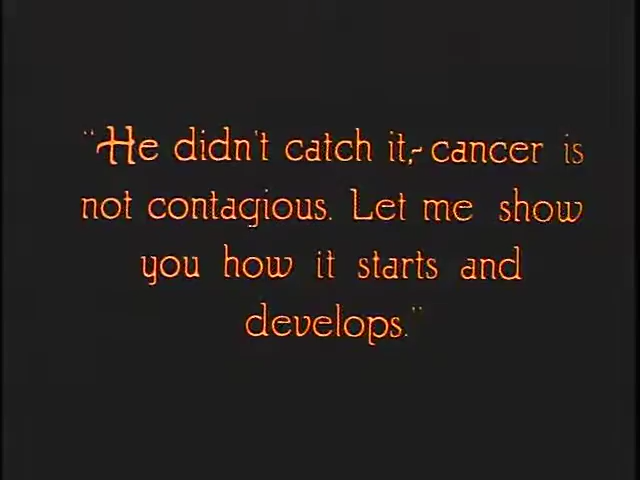 "He didn't catch it,- cancer is
not contagious. Let me show
you how it starts and
develops."